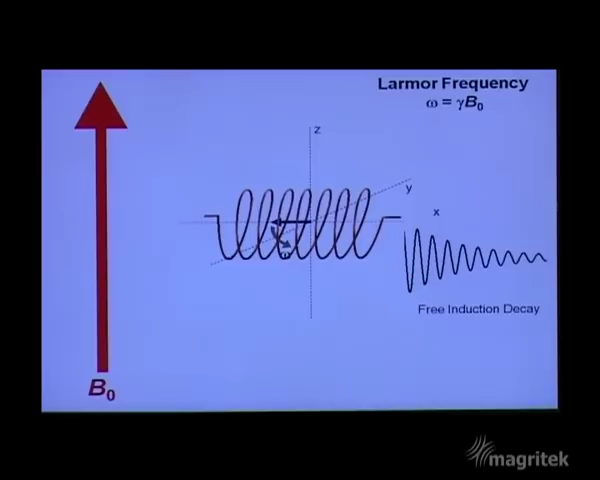 Larmor Frequency
ω = γB₀
z
y
x
ω
Free Induction Decay
B₀
magritek